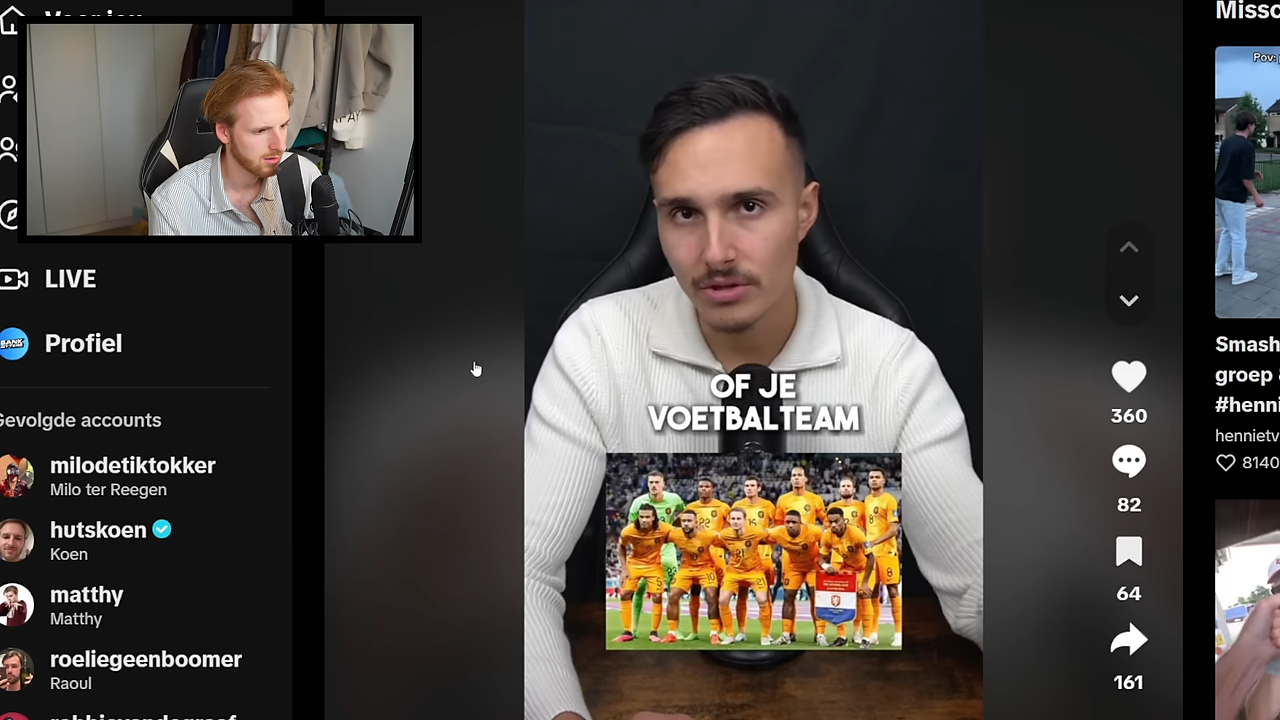 LIVE
Profiel
Gevolgde accounts
milodetiktokker
Milo ter Reegen
hutskoen
Koen
matthy
Matthy
roeliegeenboomer
Raoul
OF JE
VOETBALTEAM
360
82
64
161
Pov:
Smash
groep
#henni
hennietv
8140